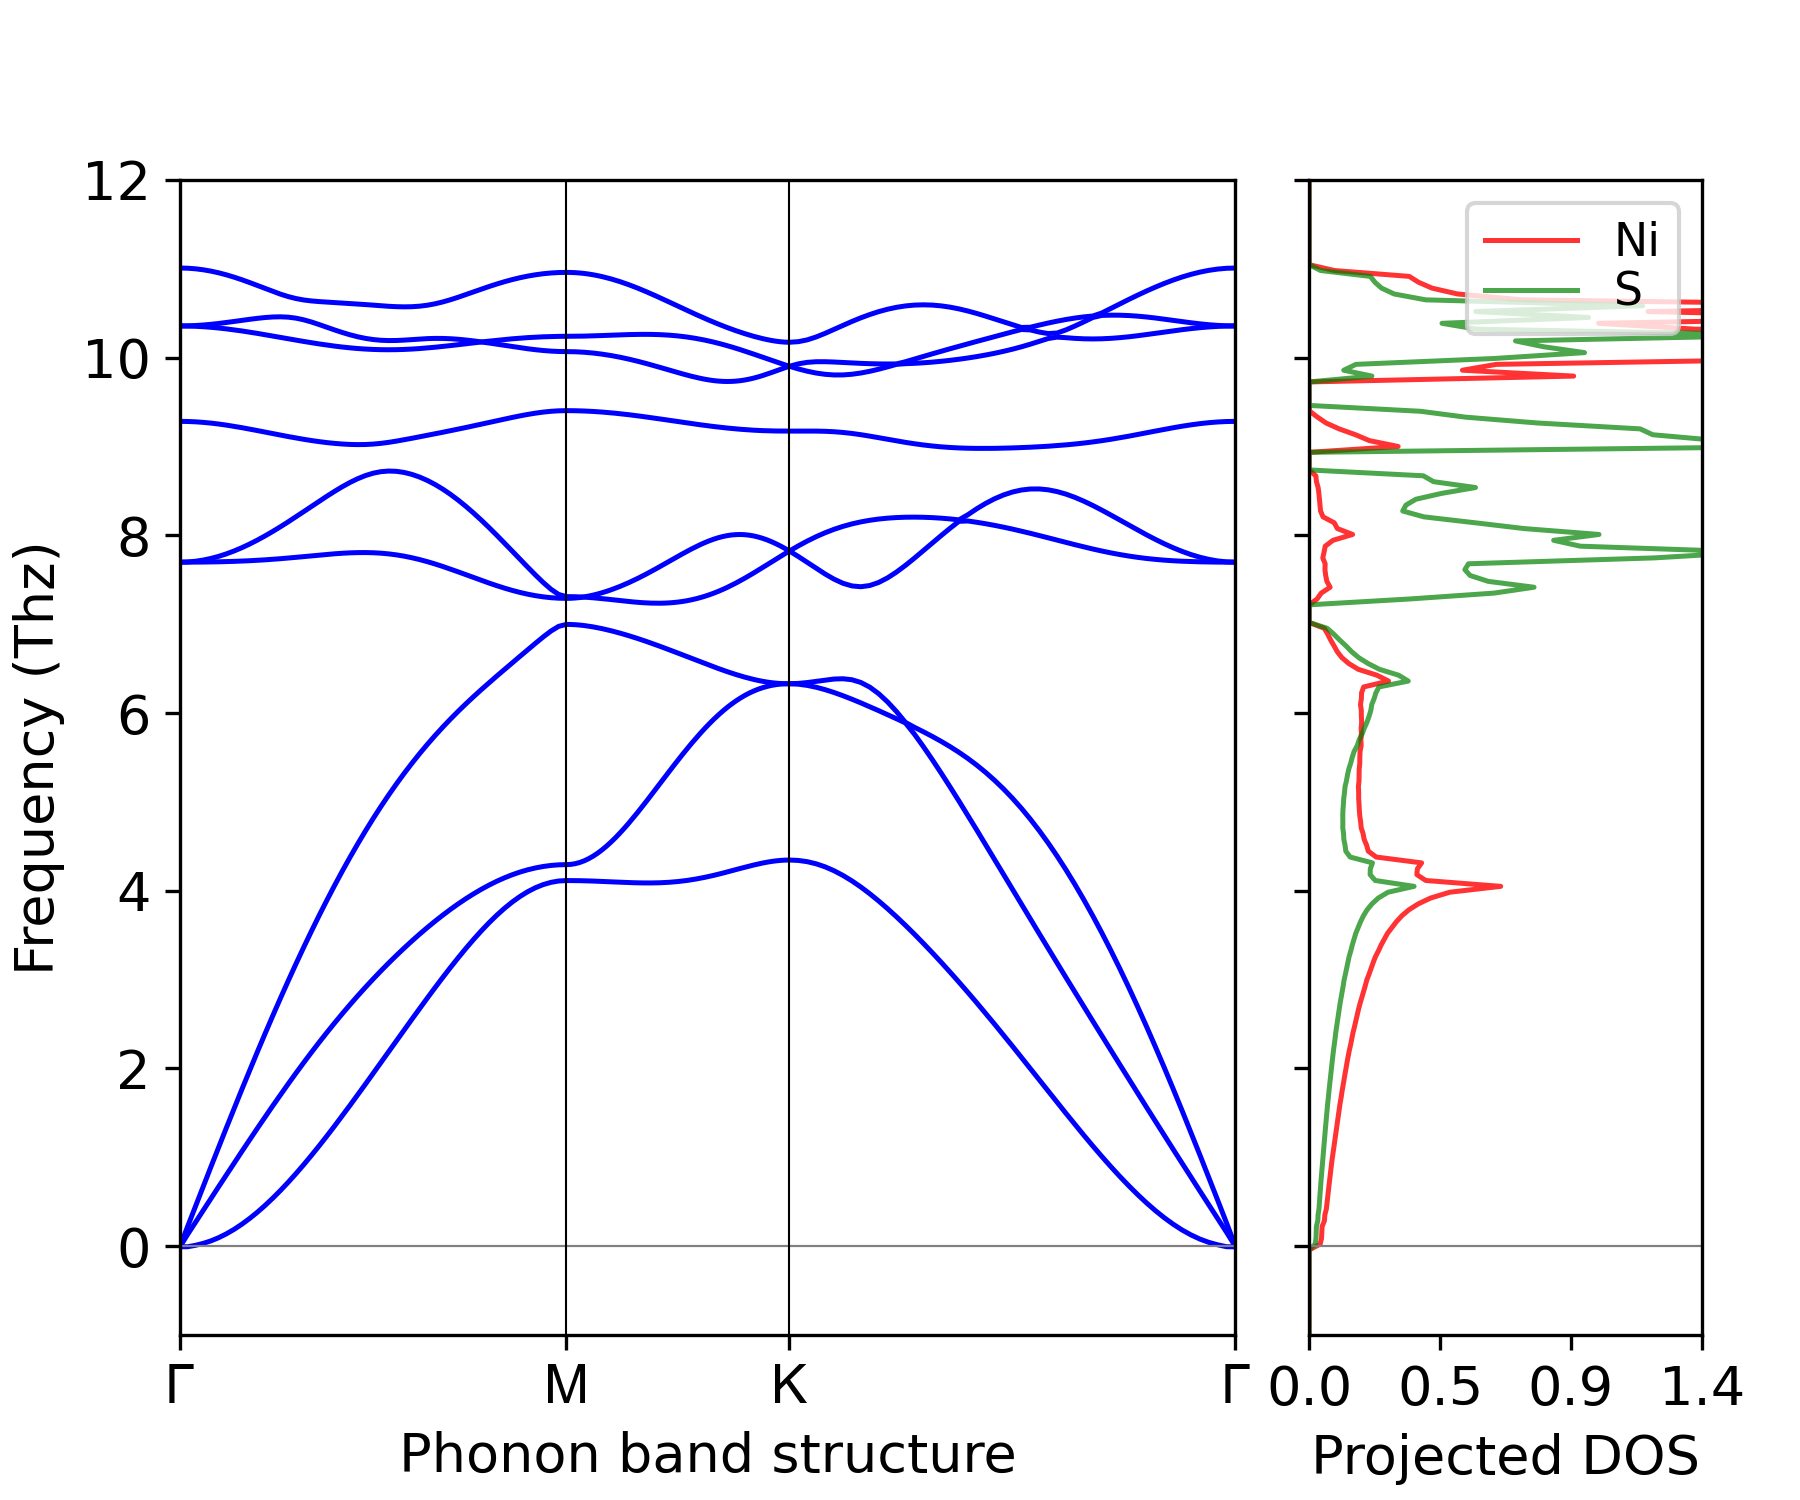 12
10
8
6
4
2
0
Frequency (Thz)
Γ M K Γ
Phonon band structure
Ni
S
0.0 0.5 0.9 1.4
Projected DOS